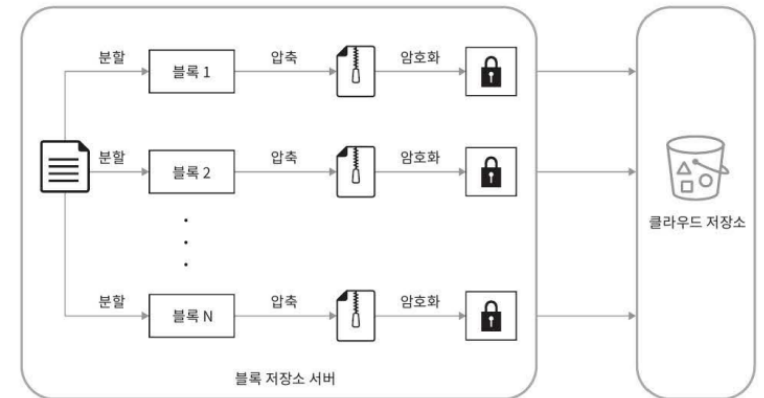 분할
블록 1
압축
암호화
분할
블록 2
압축
암호화
분할
블록 N
압축
암호화
블록 저장소 서버
클라우드 저장소